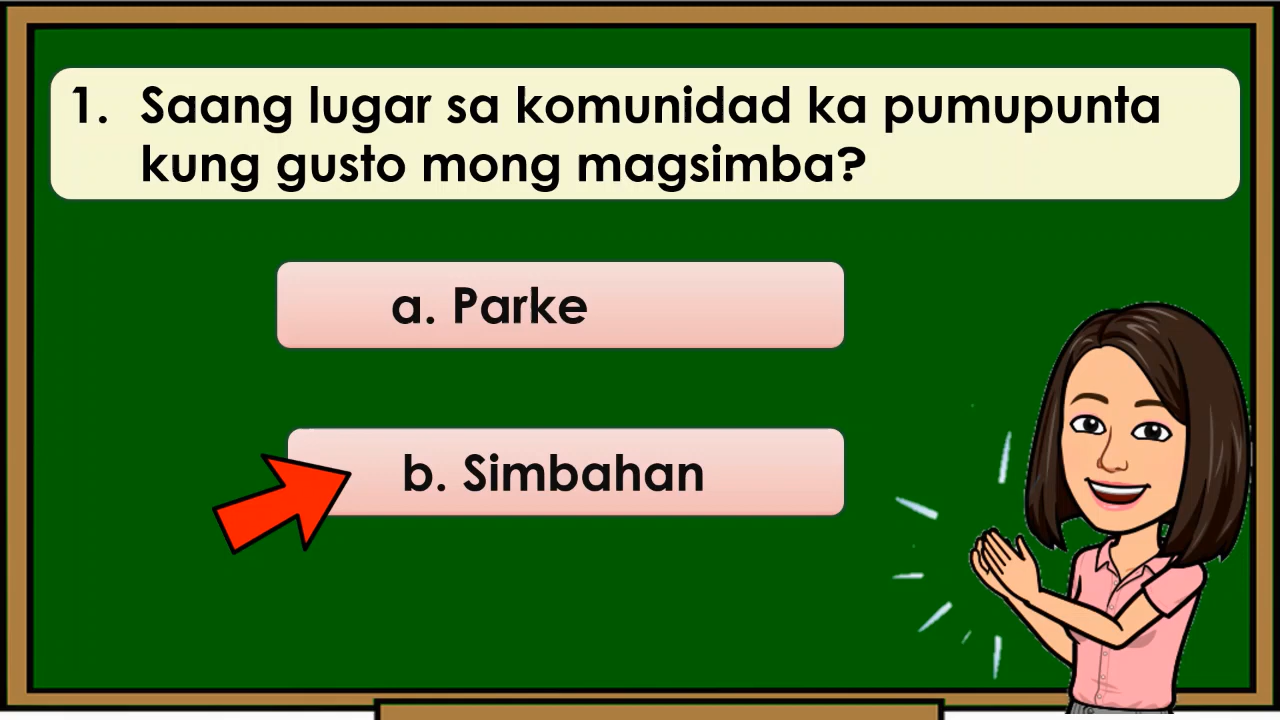 1. Saang lugar sa komunidad ka pumupunta
kung gusto mong magsimba?
a. Parke
b. Simbahan